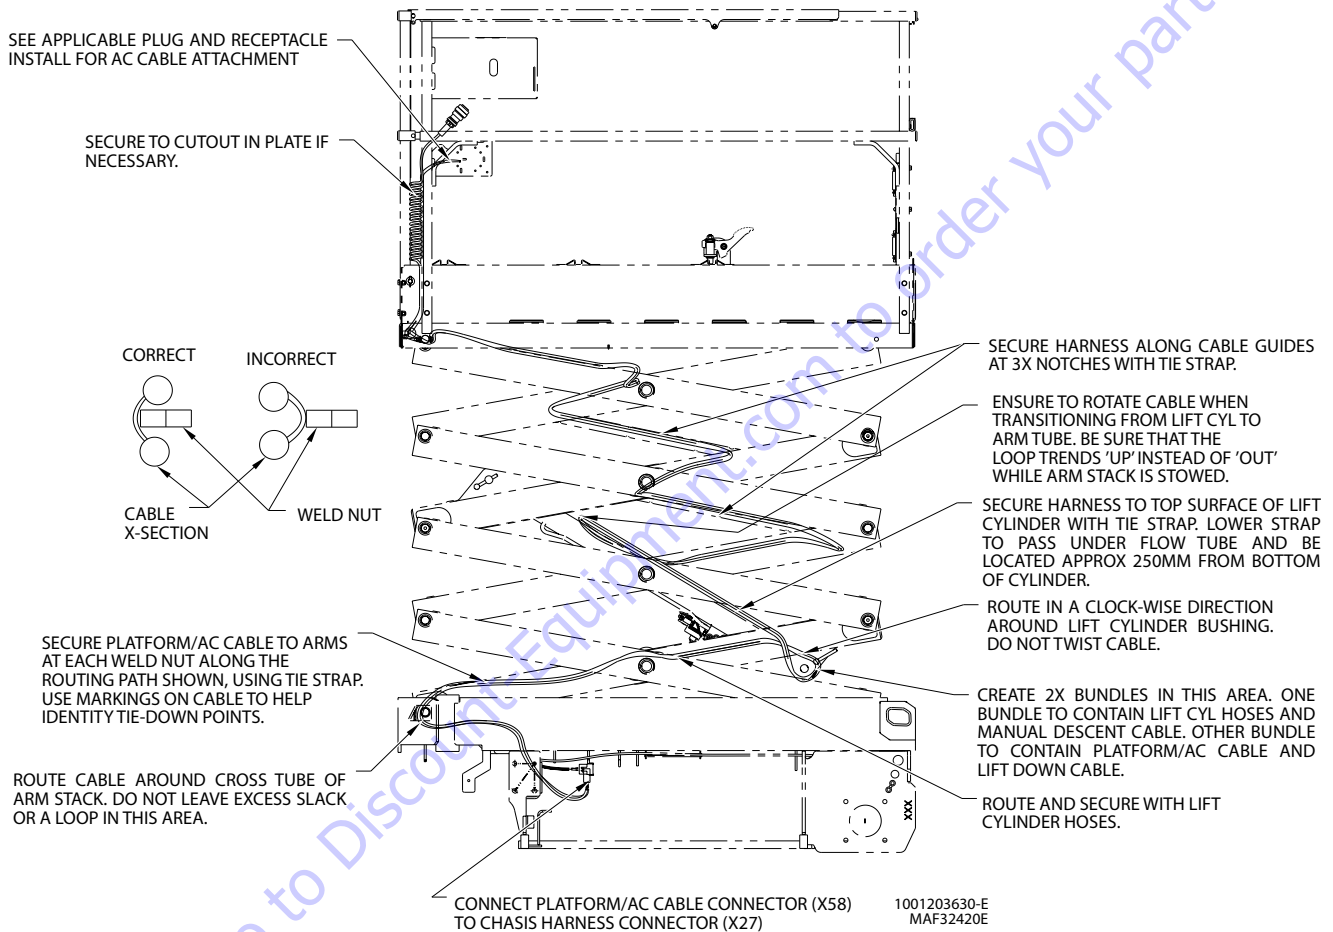 SEE APPLICABLE PLUG AND RECEPTACLE
INSTALL FOR AC CABLE ATTACHMENT
SECURE TO CUTOUT IN PLATE IF
NECESSARY.
CORRECT
INCORRECT
CABLE
X-SECTION
WELD NUT
SECURE HARNESS ALONG CABLE GUIDES
AT 3X NOTCHES WITH TIE STRAP.
ENSURE TO ROTATE CABLE WHEN
TRANSITIONING FROM LIFT CYL TO
ARM TUBE. BE SURE THAT THE
LOOP TRENDS 'UP' INSTEAD OF 'OUT'
WHILE ARM STACK IS STOWED.
SECURE HARNESS TO TOP SURFACE OF LIFT
CYLINDER WITH TIE STRAP. LOWER STRAP
TO PASS UNDER FLOW TUBE AND BE
LOCATED APPROX 250MM FROM BOTTOM
OF CYLINDER.
ROUTE IN A CLOCK-WISE DIRECTION
AROUND LIFT CYLINDER BUSHING.
DO NOT TWIST CABLE.
SECURE PLATFORM/AC CABLE TO ARMS
AT EACH WELD NUT ALONG THE
ROUTING PATH SHOWN, USING TIE STRAP.
USE MARKINGS ON CABLE TO HELP
IDENTITY TIE-DOWN POINTS.
CREATE 2X BUNDLES IN THIS AREA. ONE
BUNDLE TO CONTAIN LIFT CYL HOSES AND
MANUAL DESCENT CABLE. OTHER BUNDLE
TO CONTAIN PLATFORM/AC CABLE AND
LIFT DOWN CABLE.
ROUTE CABLE AROUND CROSS TUBE OF
ARM STACK. DO NOT LEAVE EXCESS SLACK
OR A LOOP IN THIS AREA.
ROUTE AND SECURE WITH LIFT
CYLINDER HOSES.
XXX
CONNECT PLATFORM/AC CABLE CONNECTOR (X58)
TO CHASIS HARNESS CONNECTOR (X27)
1001203630-E
MAF32420E
to Discount-Equipment.com to order your part